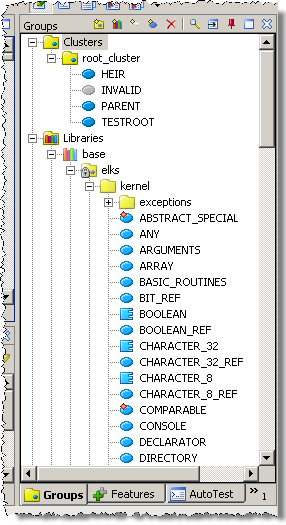 Groups
Clusters
root_cluster
HEIR
INVALID
PARENT
TESTROOT
Libraries
base
elks
kernel
exceptions
ABSTRACT_SPECIAL
ANY
ARGUMENTS
ARRAY
BASIC_ROUTINES
BIT_REF
BOOLEAN
BOOLEAN_REF
CHARACTER_32
CHARACTER_32_REF
CHARACTER_8
CHARACTER_8_REF
COMPARABLE
CONSOLE
DECLARATOR
DIRECTORY
Groups Features AutoTest » 1